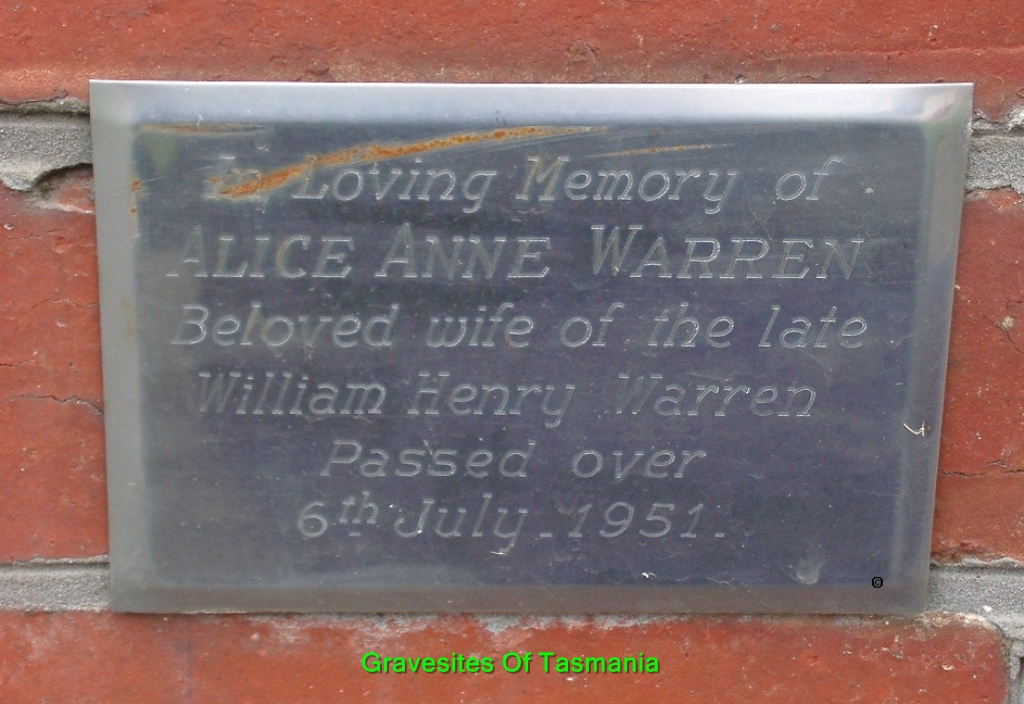 In Loving Memory of
ALICE ANNE WARREN
Beloved wife of the late
William Henry Warren
Passed over
6th July. 1951.
©
Gravesites Of Tasmania